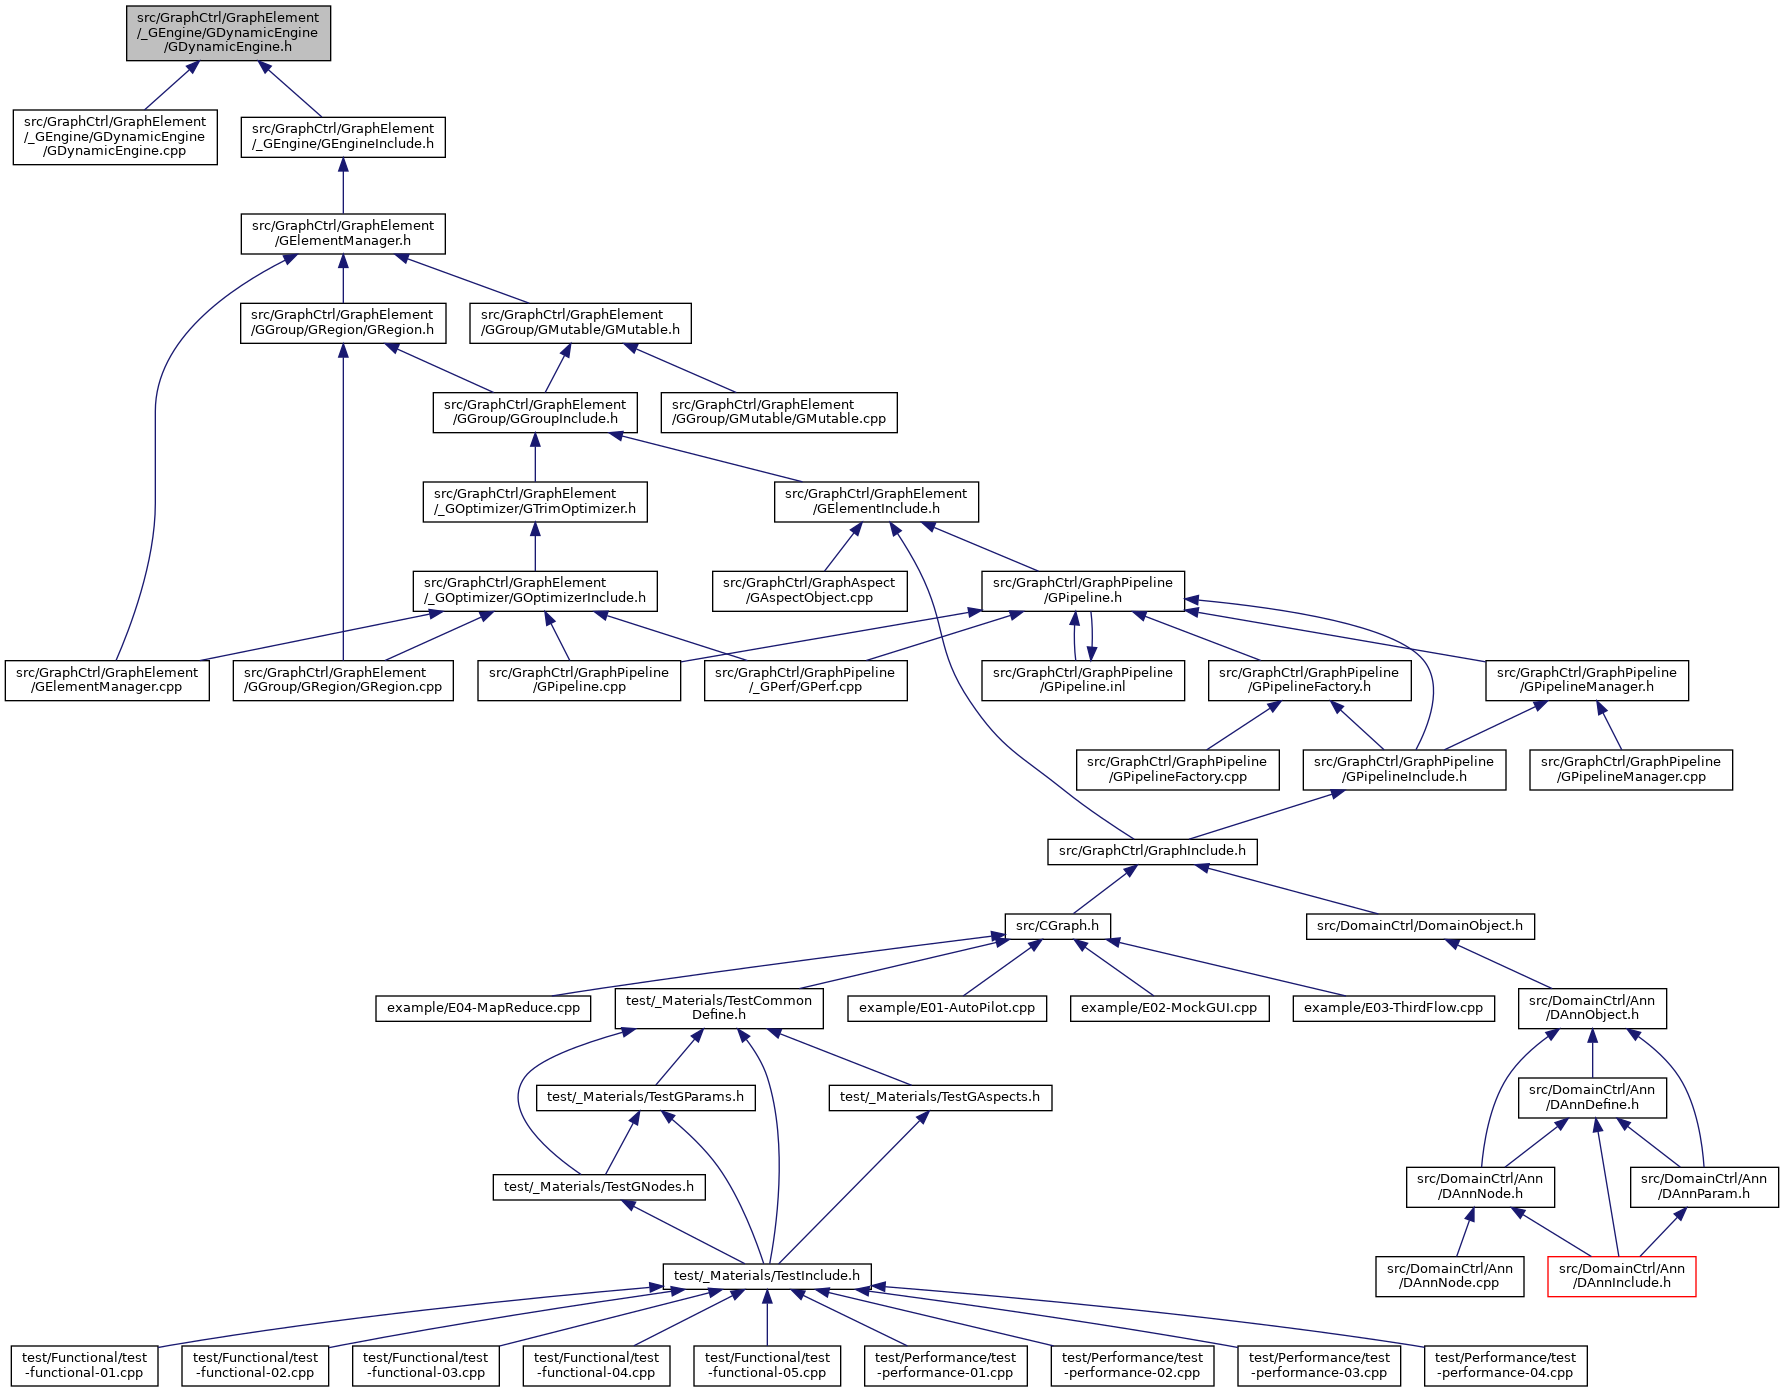 src/GraphCtrl/GraphElement
/_GEngine/GDynamicEngine
/GDynamicEngine.h
src/GraphCtrl/GraphElement
/_GEngine/GDynamicEngine
/GDynamicEngine.cpp
src/GraphCtrl/GraphElement
/_GEngine/GEngineInclude.h
src/GraphCtrl/GraphElement
/GElementManager.h
src/GraphCtrl/GraphElement
/GGroup/GRegion/GRegion.h
src/GraphCtrl/GraphElement
/GGroup/GMutable/GMutable.h
src/GraphCtrl/GraphElement
/GGroup/GGroupInclude.h
src/GraphCtrl/GraphElement
/GGroup/GMutable/GMutable.cpp
src/GraphCtrl/GraphElement
/_GOptimizer/GTrimOptimizer.h
src/GraphCtrl/GraphElement
/GElementInclude.h
src/GraphCtrl/GraphElement
/_GOptimizer/GOptimizerInclude.h
src/GraphCtrl/GraphAspect
/GAspectObject.cpp
src/GraphCtrl/GraphPipeline
/GPipeline.h
src/GraphCtrl/GraphElement
/GElementManager.cpp
src/GraphCtrl/GraphElement
/GGroup/GRegion/GRegion.cpp
src/GraphCtrl/GraphPipeline
/GPipeline.cpp
src/GraphCtrl/GraphPipeline
/_GPerf/GPerf.cpp
src/GraphCtrl/GraphPipeline
/GPipeline.inl
src/GraphCtrl/GraphPipeline
/GPipelineFactory.h
src/GraphCtrl/GraphPipeline
/GPipelineManager.h
src/GraphCtrl/GraphPipeline
/GPipelineFactory.cpp
src/GraphCtrl/GraphPipeline
/GPipelineInclude.h
src/GraphCtrl/GraphPipeline
/GPipelineManager.cpp
src/GraphCtrl/GraphInclude.h
src/CGraph.h
src/DomainCtrl/DomainObject.h
example/E04-MapReduce.cpp
test/_Materials/TestCommon
Define.h
example/E01-AutoPilot.cpp
example/E02-MockGUI.cpp
example/E03-ThirdFlow.cpp
src/DomainCtrl/Ann
/DAnnObject.h
test/_Materials/TestGParams.h
test/_Materials/TestGAspects.h
src/DomainCtrl/Ann
/DAnnDefine.h
test/_Materials/TestGNodes.h
src/DomainCtrl/Ann
/DAnnNode.h
src/DomainCtrl/Ann
/DAnnParam.h
test/_Materials/TestInclude.h
src/DomainCtrl/Ann
/DAnnNode.cpp
src/DomainCtrl/Ann
/DAnnInclude.h
test/Functional/test
-functional-01.cpp
test/Functional/test
-functional-02.cpp
test/Functional/test
-functional-03.cpp
test/Functional/test
-functional-04.cpp
test/Functional/test
-functional-05.cpp
test/Performance/test
-performance-01.cpp
test/Performance/test
-performance-02.cpp
test/Performance/test
-performance-03.cpp
test/Performance/test
-performance-04.cpp